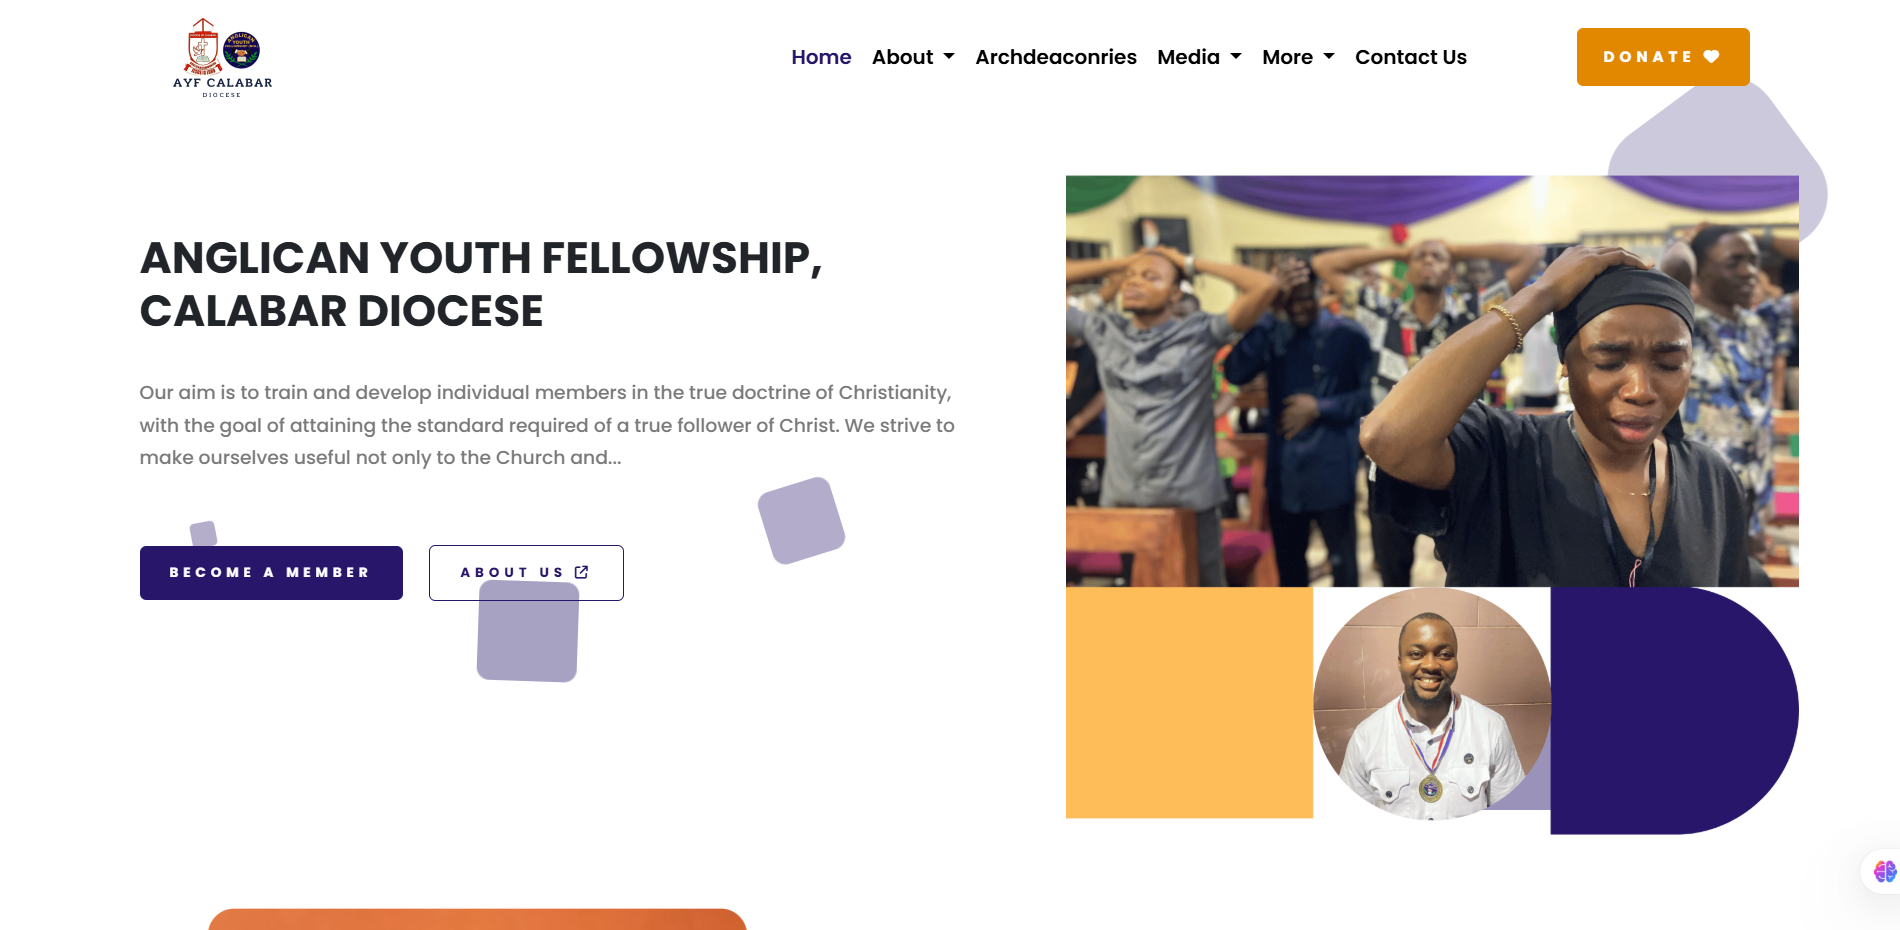 AYF CALABAR
DIOCESE
Home About Archdeaconries Media More Contact Us
DONATE
ANGLICAN YOUTH FELLOWSHIP,
CALABAR DIOCESE
Our aim is to train and develop individual members in the true doctrine of Christianity,
with the goal of attaining the standard required of a true follower of Christ. We strive to
make ourselves useful not only to the Church and...
BECOME A MEMBER
ABOUT US